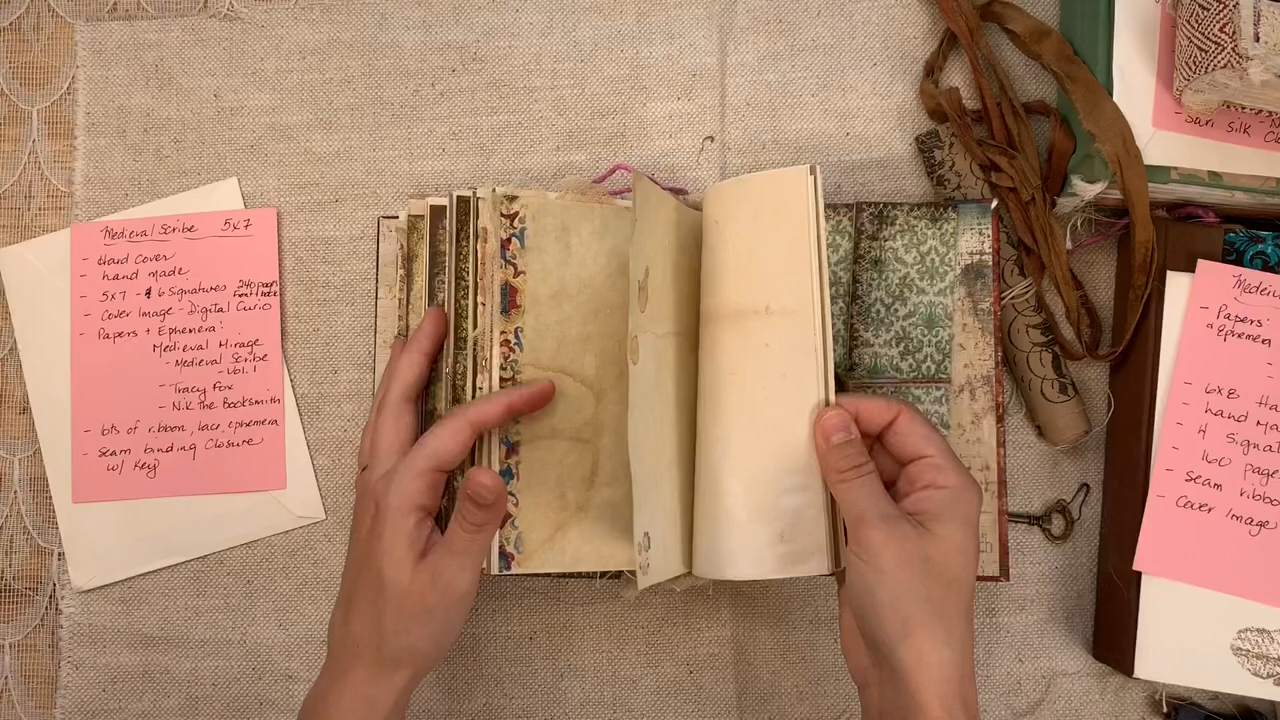 Medieval Scribe 5x7
- Hard Cover
- hand made
- 5x7 - 6 Signatures 240 pages
front + back
- Cover Image - Digital Curio
- Papers + Ephemera:
Medieval Mirage
- Medieval Scribe
- Vol. 1
- Tracy Fox
- Nik the Booksmith
- bits of ribbon, lace, ephemera
- seam binding Closure
w/ Key
- Sari Silk
- Papers:
+ Ephemera
- 6x8
- hand
- 4
- 160 page
- seam ribbo
- Cover Image